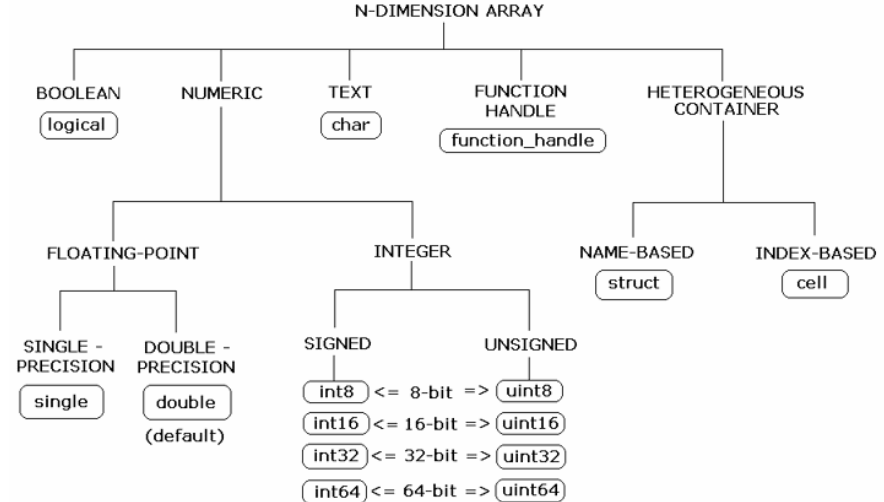 N-DIMENSION ARRAY
BOOLEAN
logical
NUMERIC
TEXT
char
FUNCTION
HANDLE
function_handle
HETEROGENEOUS
CONTAINER
FLOATING-POINT
INTEGER
NAME-BASED
struct
INDEX-BASED
cell
SINGLE -
PRECISION
single
DOUBLE -
PRECISION
double
(default)
SIGNED
UNSIGNED
int8 <= 8-bit => uint8
int16 <= 16-bit => uint16
int32 <= 32-bit => uint32
int64 <= 64-bit => uint64